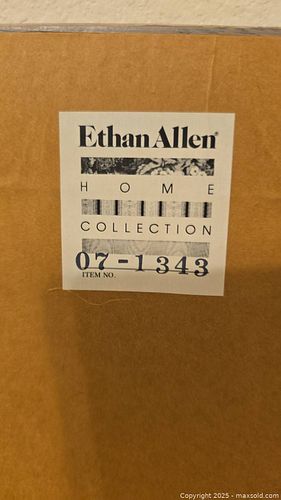 Ethan Allen®
HOME
COLLECTION
07-1343
ITEM NO.
Copyright © 2025 - maxsold.com